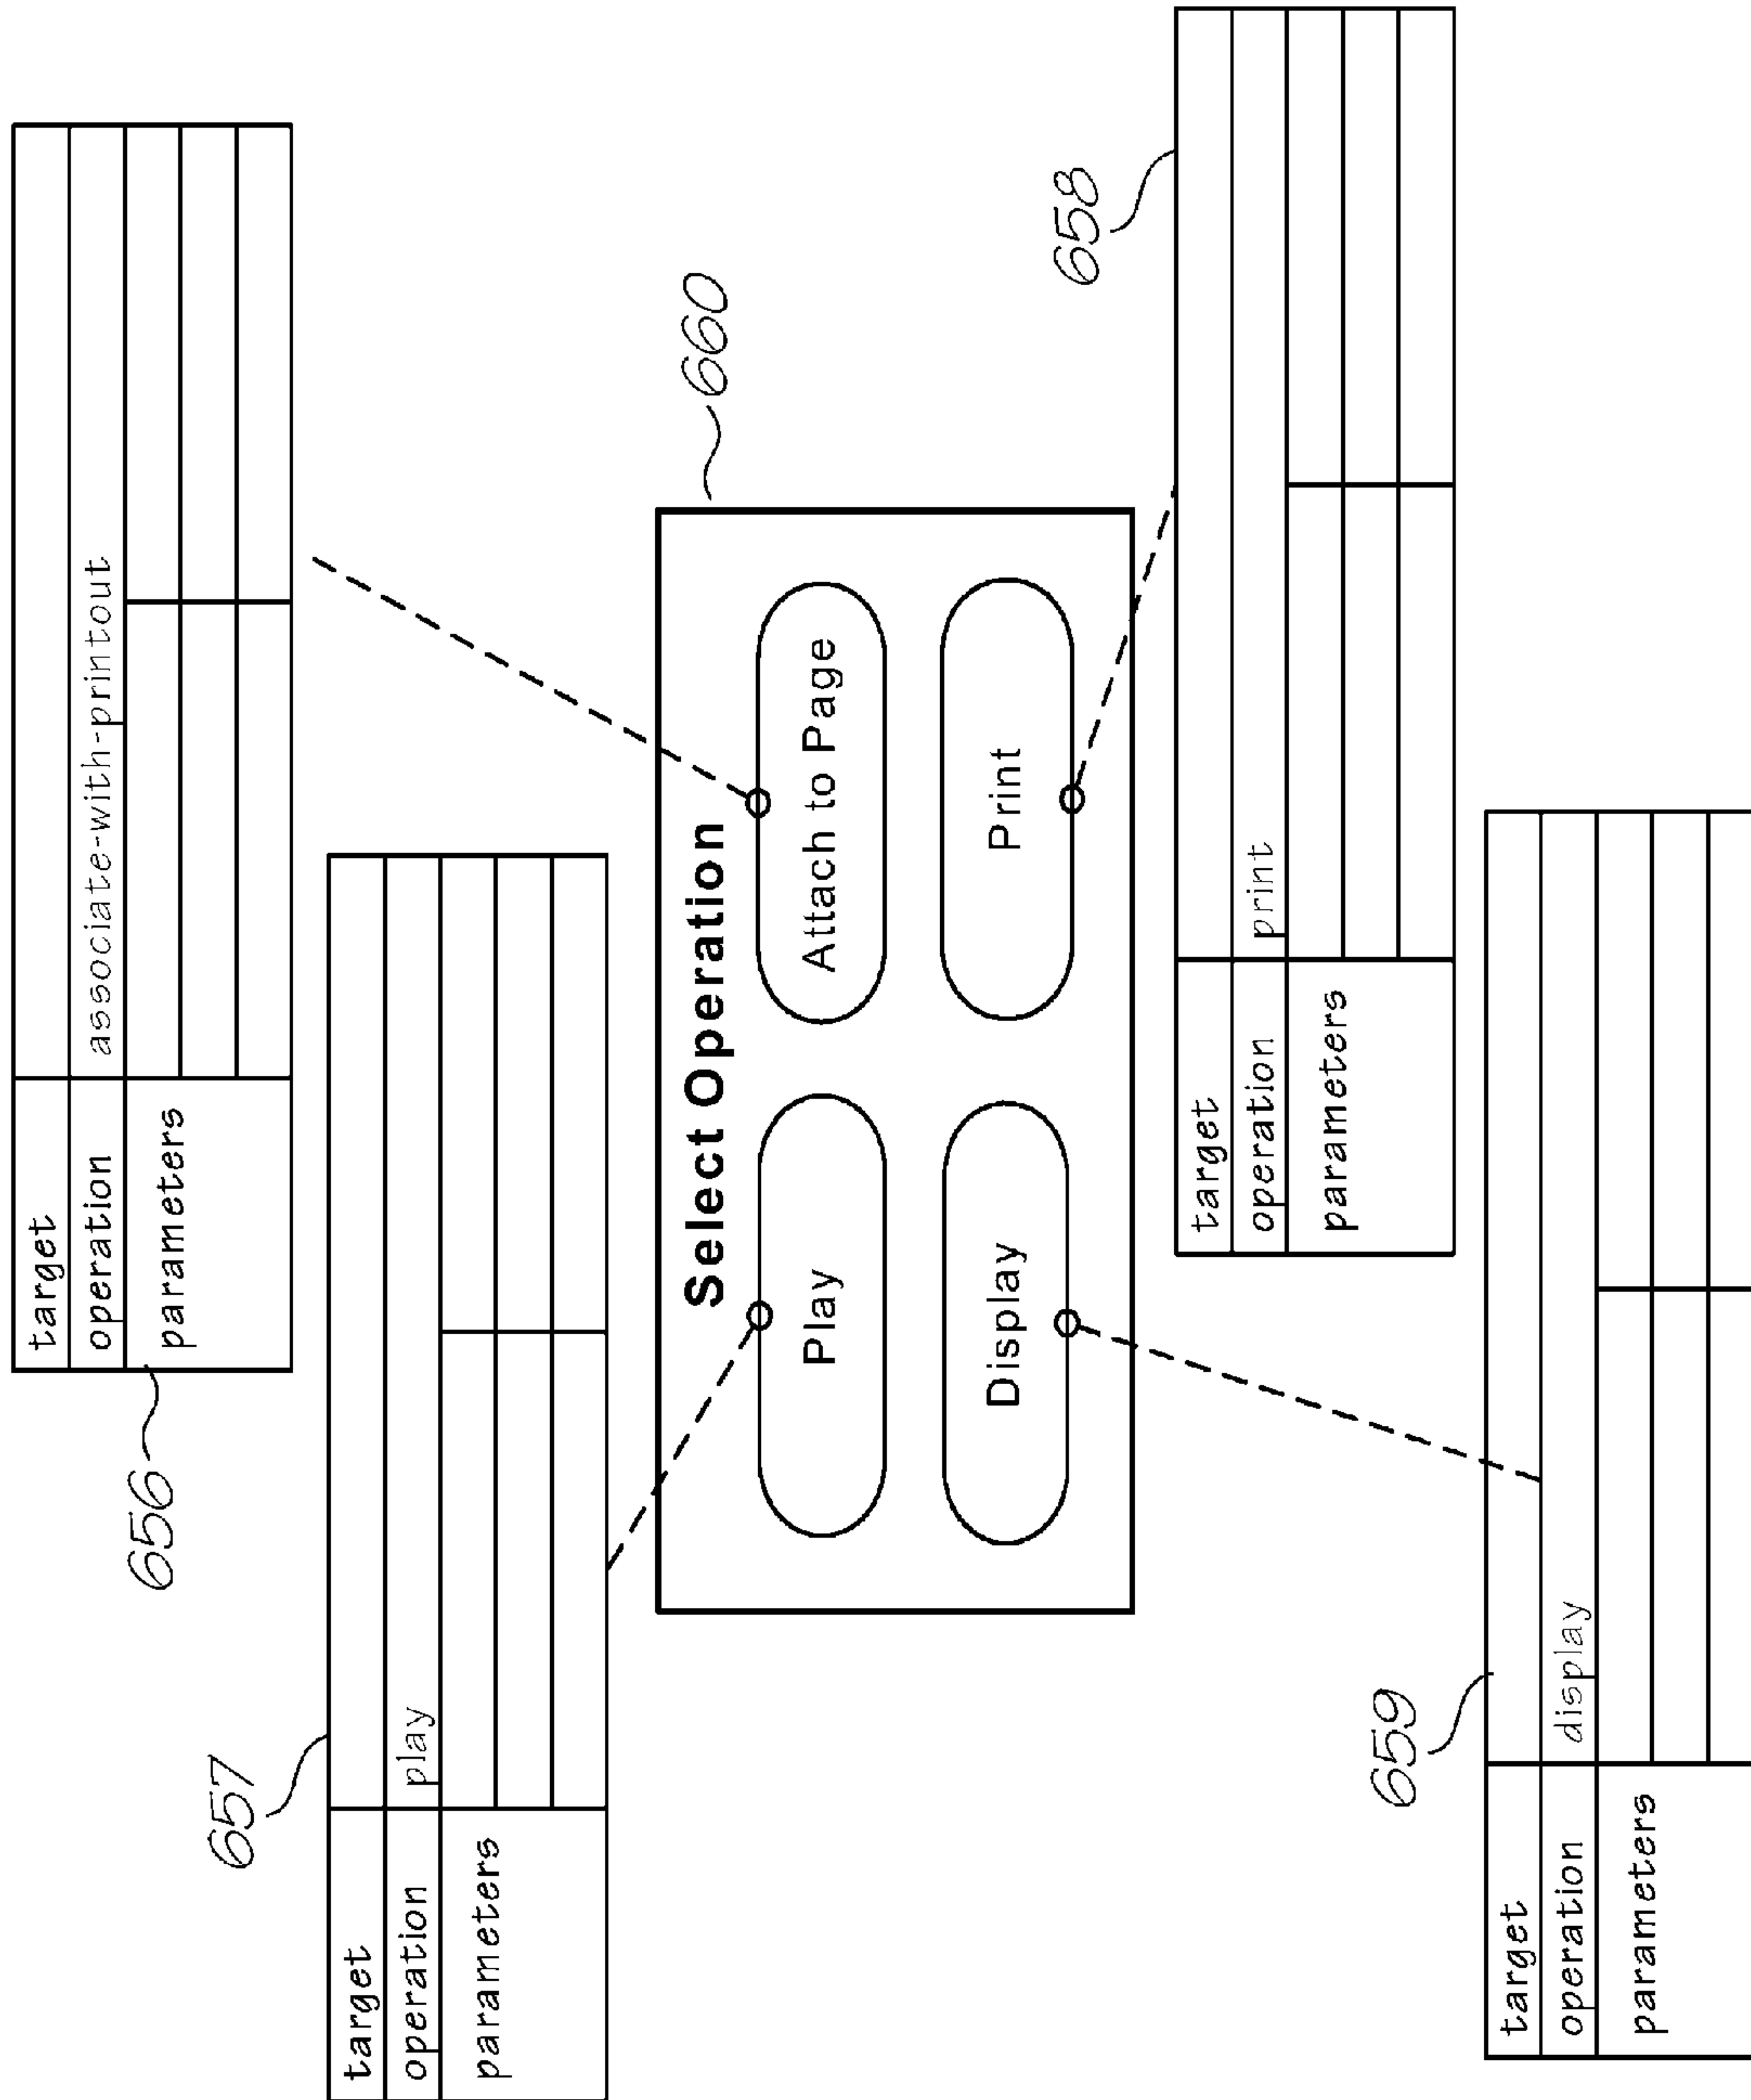 target
operation associate-with-printout
parameters
656
657
target
operation play
parameters
660
Select Operation
Play Attach to Page
Display Print
658
target
operation print
parameters
659
target
operation display
parameters